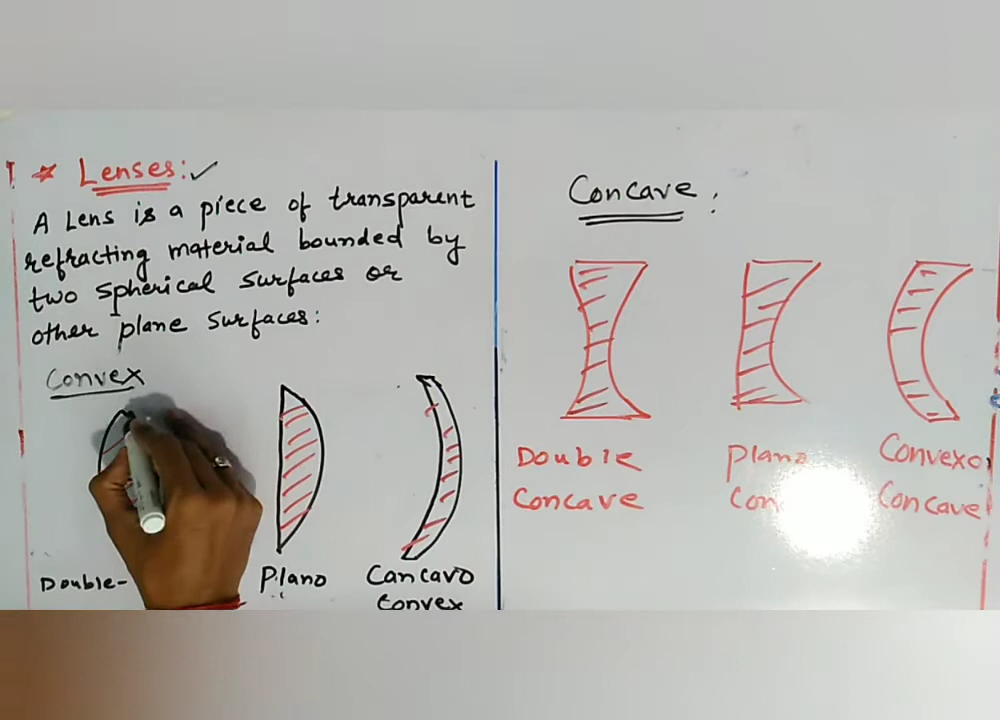 * Lenses:✓
A Lens is a piece of transparent
refracting material bounded by
two spherical surfaces or
other plane surfaces:
Convex
Double-
Plano
Cancavo
Convex
Concave:
Double
Concave
Plano
Con
Convexo
Concave